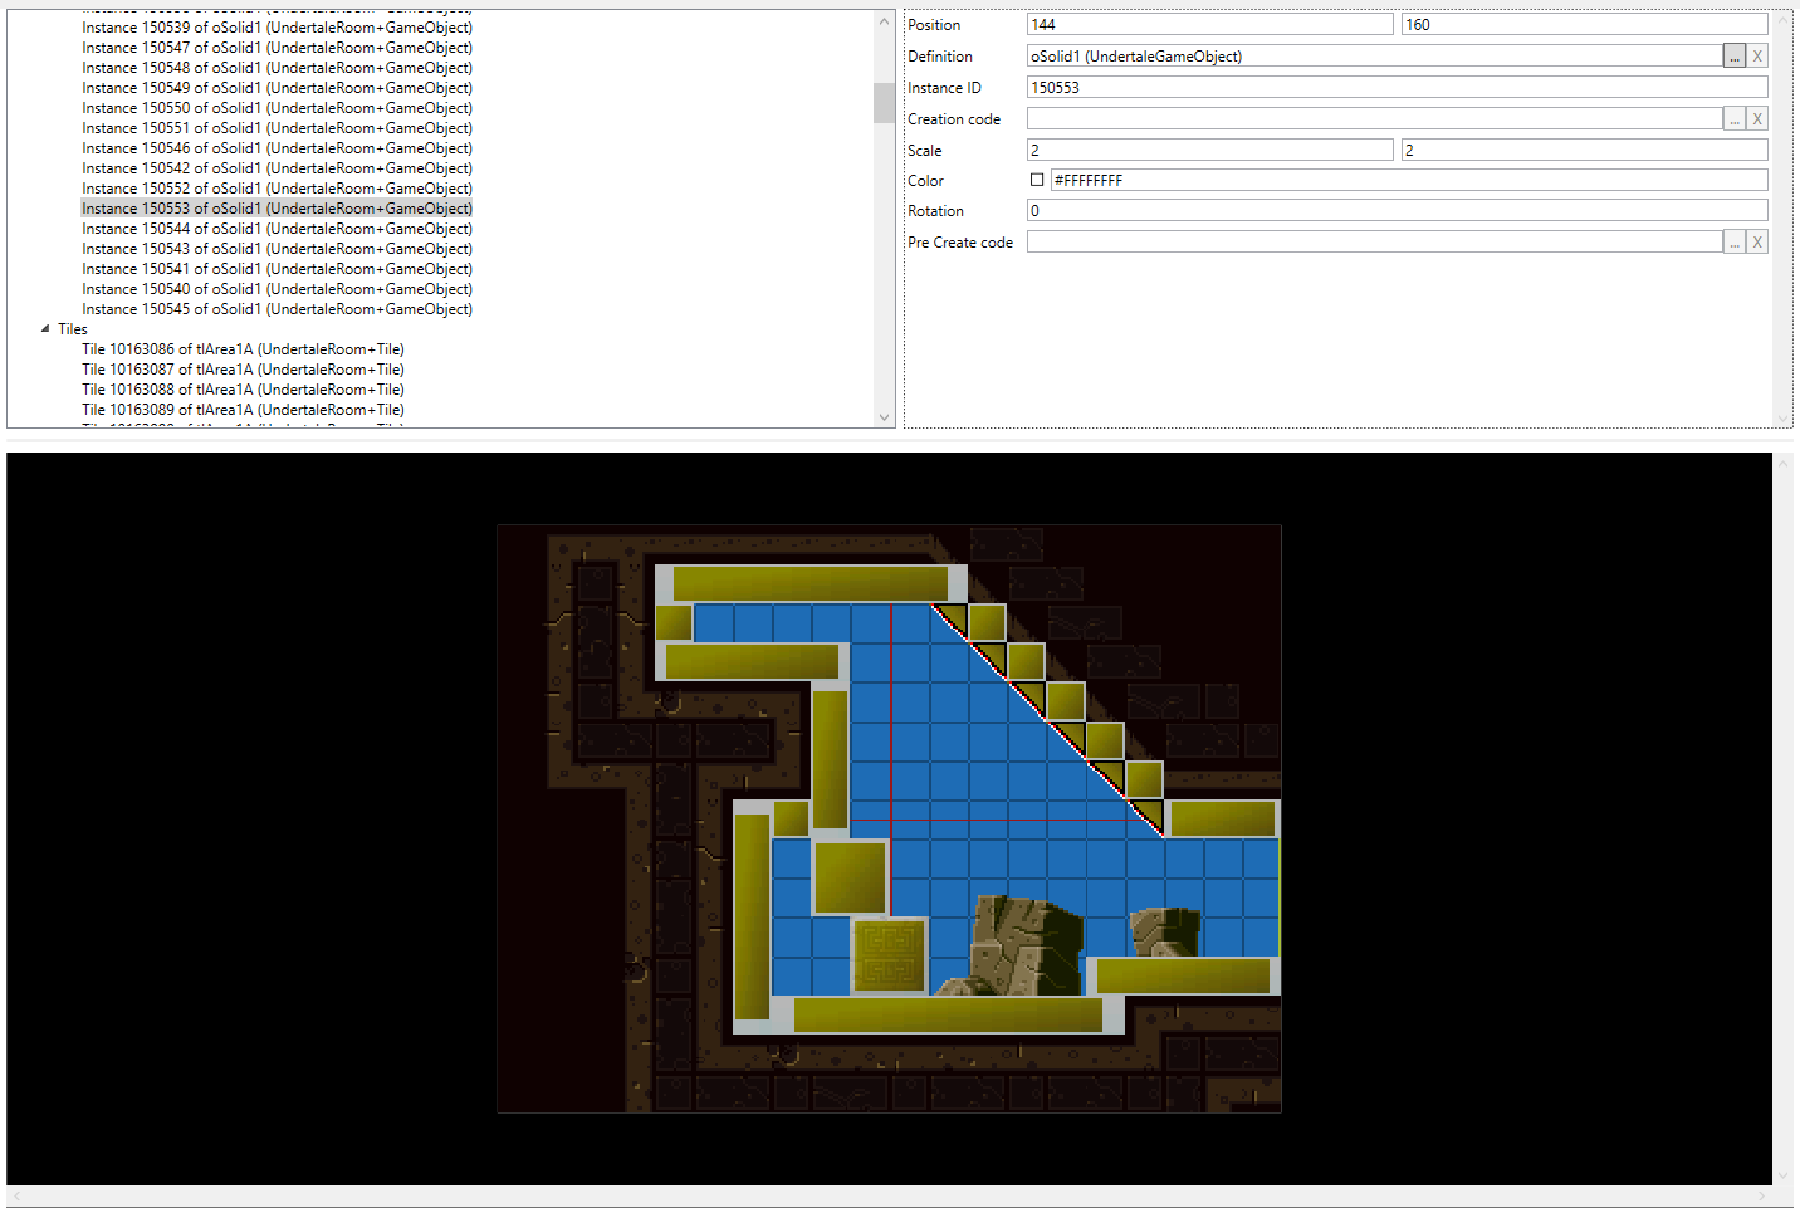 Instance 150539 of oSolid1 (UndertaleRoom+GameObject)
Instance 150547 of oSolid1 (UndertaleRoom+GameObject)
Instance 150548 of oSolid1 (UndertaleRoom+GameObject)
Instance 150549 of oSolid1 (UndertaleRoom+GameObject)
Instance 150550 of oSolid1 (UndertaleRoom+GameObject)
Instance 150551 of oSolid1 (UndertaleRoom+GameObject)
Instance 150546 of oSolid1 (UndertaleRoom+GameObject)
Instance 150542 of oSolid1 (UndertaleRoom+GameObject)
Instance 150552 of oSolid1 (UndertaleRoom+GameObject)
Instance 150553 of oSolid1 (UndertaleRoom+GameObject)
Instance 150544 of oSolid1 (UndertaleRoom+GameObject)
Instance 150543 of oSolid1 (UndertaleRoom+GameObject)
Instance 150541 of oSolid1 (UndertaleRoom+GameObject)
Instance 150540 of oSolid1 (UndertaleRoom+GameObject)
Instance 150545 of oSolid1 (UndertaleRoom+GameObject)
Tiles
Tile 10163086 of tlArea1A (UndertaleRoom+Tile)
Tile 10163087 of tlArea1A (UndertaleRoom+Tile)
Tile 10163088 of tlArea1A (UndertaleRoom+Tile)
Tile 10163089 of tlArea1A (UndertaleRoom+Tile)
Position 144 160
Definition oSolid1 (UndertaleGameObject) ... X
Instance ID 150553
Creation code ... X
Scale 2 2
Color #FFFFFFFF
Rotation 0
Pre Create code ... X